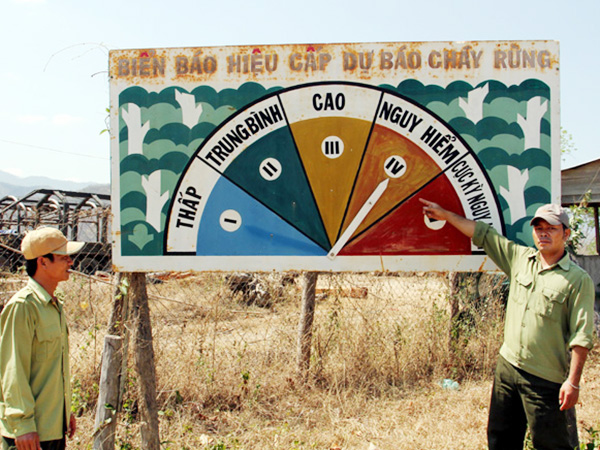 BIỂN BÁO HIỆU CẤP DỰ BÁO CHÁY RỪNG
THẤP
TRUNG BÌNH
CAO
NGUY HIỂM
CỰC KỲ NGUY
I
II
III
IV